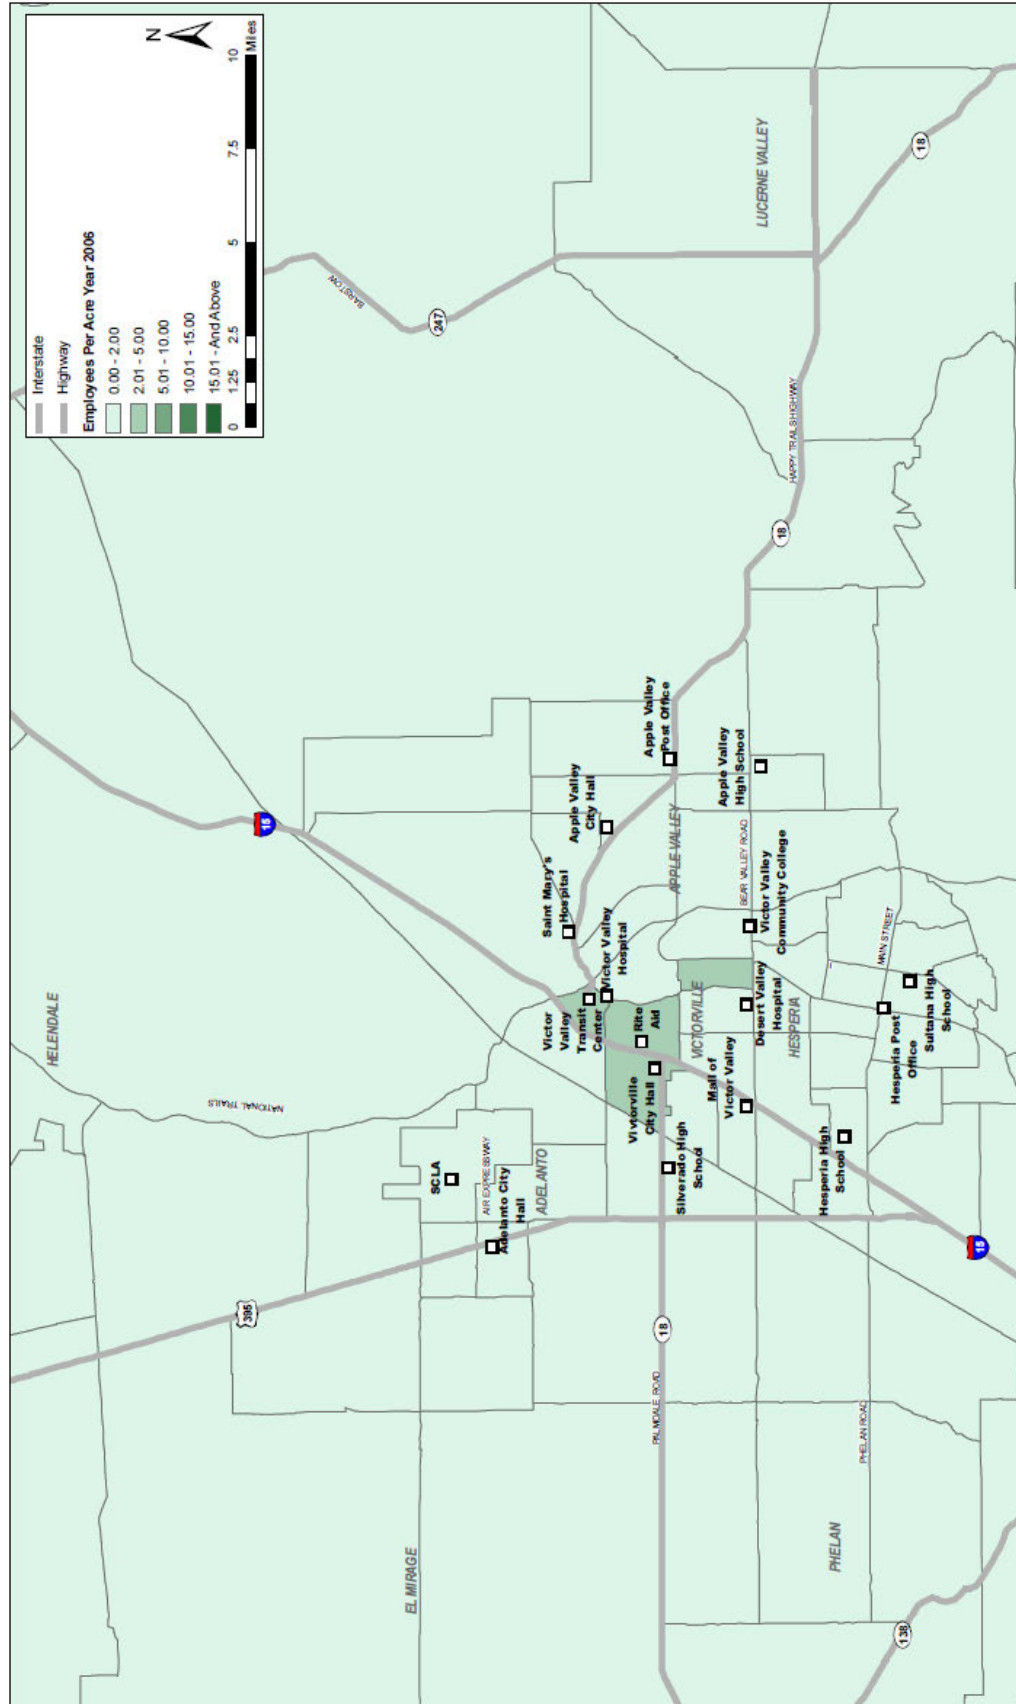 Interstate
Highway
Employees Per Acre Year 2006
0.00 - 2.00
2.01 - 5.00
5.01 - 10.00
10.01 - 15.00
15.01 - And Above
0 1.25 2.5 5 7.5 10
Miles
N
HELENDALE
NATIONAL TRAILS
15
BARSTOW
247
395
SCLA
AIR EXPRESSWAY
Adelanto City
Hall
ADELANTO
EL MIRAGE
Victor
Valley
Transit
Center
Saint Mary's
Hospital
Victor Valley
Hospital
Apple Valley
City Hall
Apple Valley
Post Office
Rite
Aid
Vivtorville
City Hall
Silverado High
School
18
PALMDALE ROAD
VICTORVILLE
APPLE VALLEY
Mall of
Victor Valley
Desert Valley
Hospital
BEAR VALLEY ROAD
Victor Valley
Community College
Apple Valley
High School
18
HAPPY TRAILS HIGHWAY
LUCERNE VALLEY
18
HESPERIA
Hesperia High
School
MAIN STREET
Hesperia Post
Office
Sultana High
School
PHELAN ROAD
PHELAN
138
15